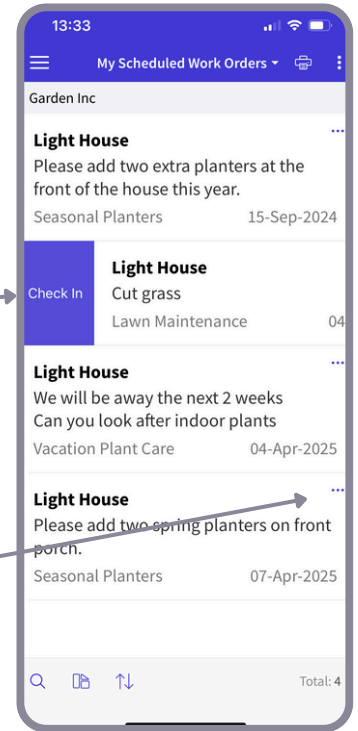 13:33
My Scheduled Work Orders
Garden Inc
Light House
Please add two extra planters at the
front of the house this year.
Seasonal Planters 15-Sep-2024
Check In
Light House
Cut grass
Lawn Maintenance 04
Light House
We will be away the next 2 weeks
Can you look after indoor plants
Vacation Plant Care 04-Apr-2025
Light House
Please add two spring planters on front
porch.
Seasonal Planters 07-Apr-2025
Total: 4